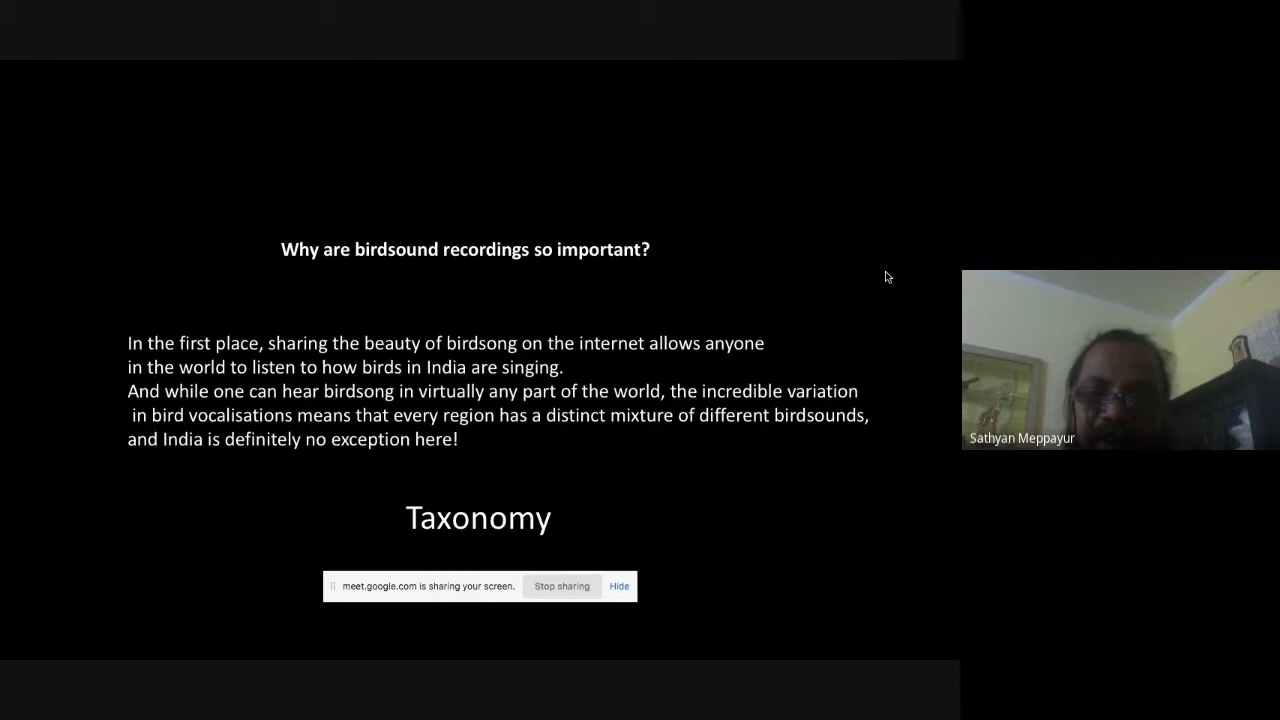 Why are birdsound recordings so important?
In the first place, sharing the beauty of birdsong on the internet allows anyone
in the world to listen to how birds in India are singing.
And while one can hear birdsong in virtually any part of the world, the incredible variation
in bird vocalisations means that every region has a distinct mixture of different birdsounds,
and India is definitely no exception here!
Sathyan Meppayur
Taxonomy
meet.google.com is sharing your screen. Stop sharing Hide